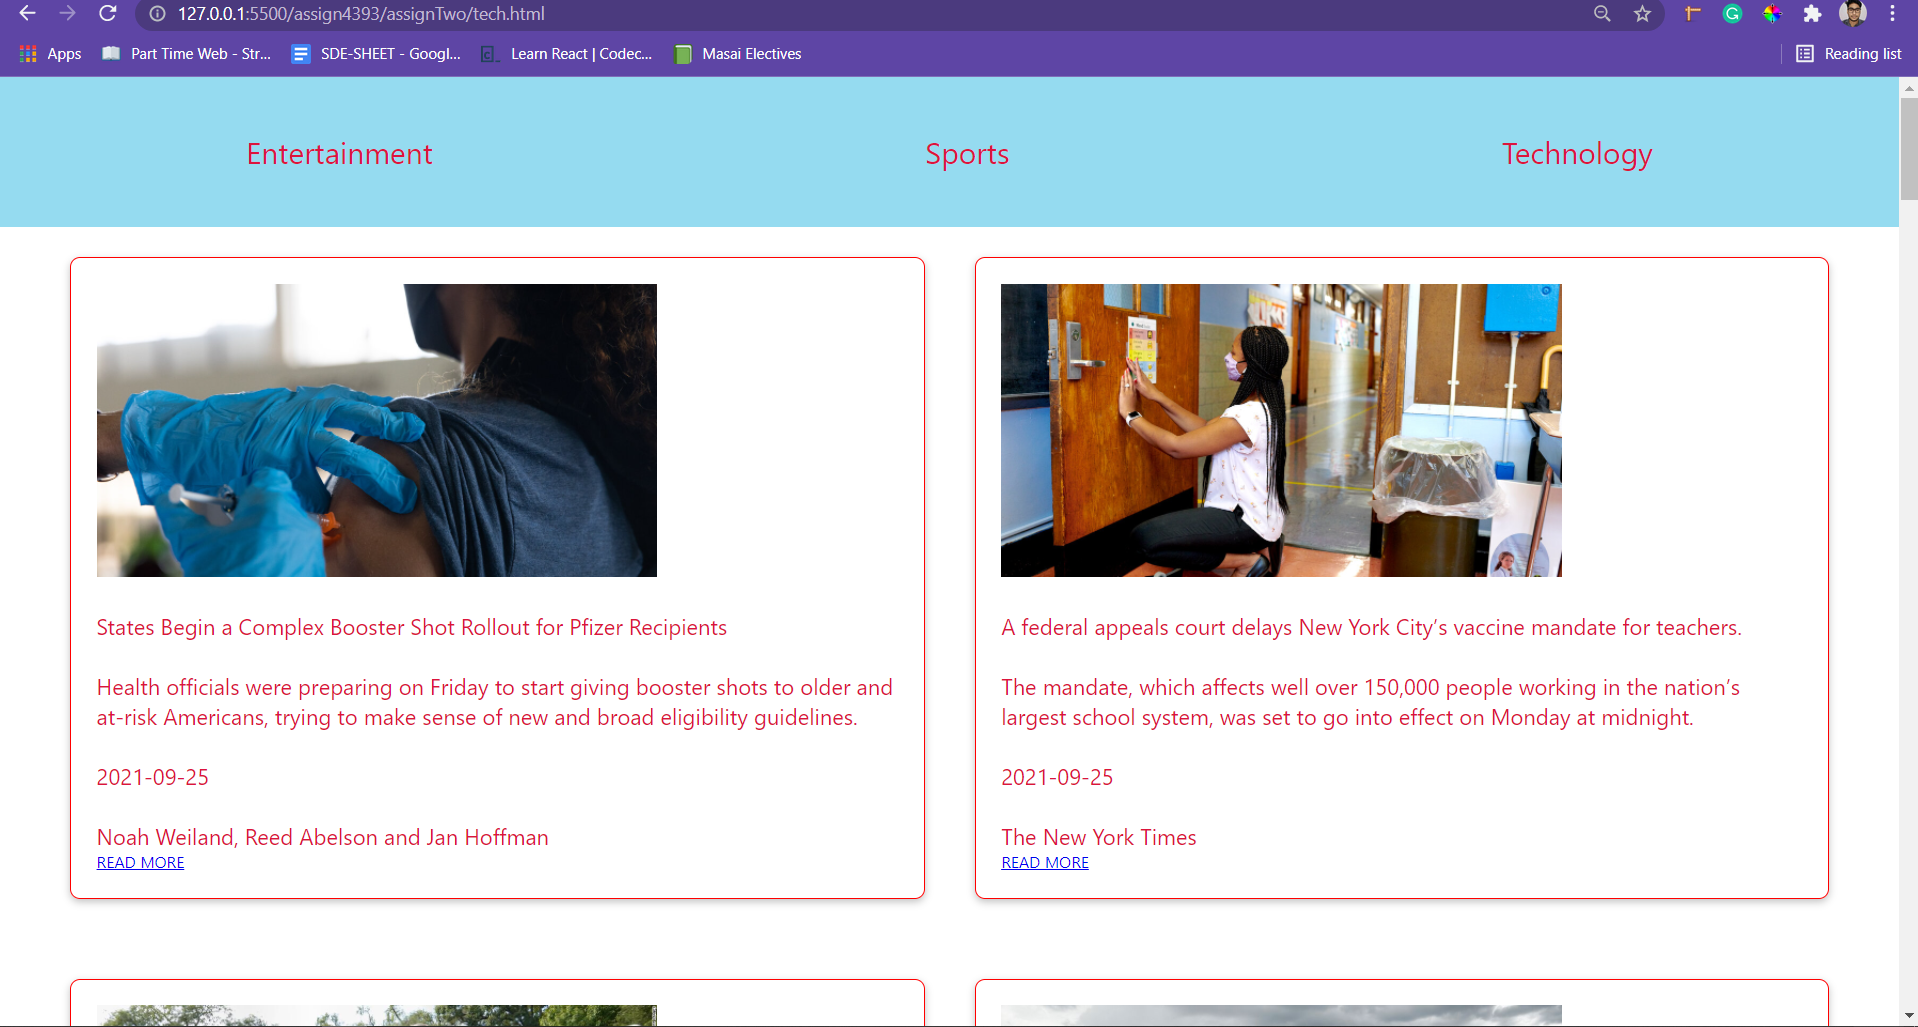 127.0.0.1:5500/assign4393/assignTwo/tech.html
Apps Part Time Web - Str... SDE-SHEET - Googl... Learn React | Codec... Masai Electives Reading list
Entertainment Sports Technology
States Begin a Complex Booster Shot Rollout for Pfizer Recipients
Health officials were preparing on Friday to start giving booster shots to older and
at-risk Americans, trying to make sense of new and broad eligibility guidelines.
2021-09-25
Noah Weiland, Reed Abelson and Jan Hoffman
READ MORE
A federal appeals court delays New York City’s vaccine mandate for teachers.
The mandate, which affects well over 150,000 people working in the nation’s
largest school system, was set to go into effect on Monday at midnight.
2021-09-25
The New York Times
READ MORE